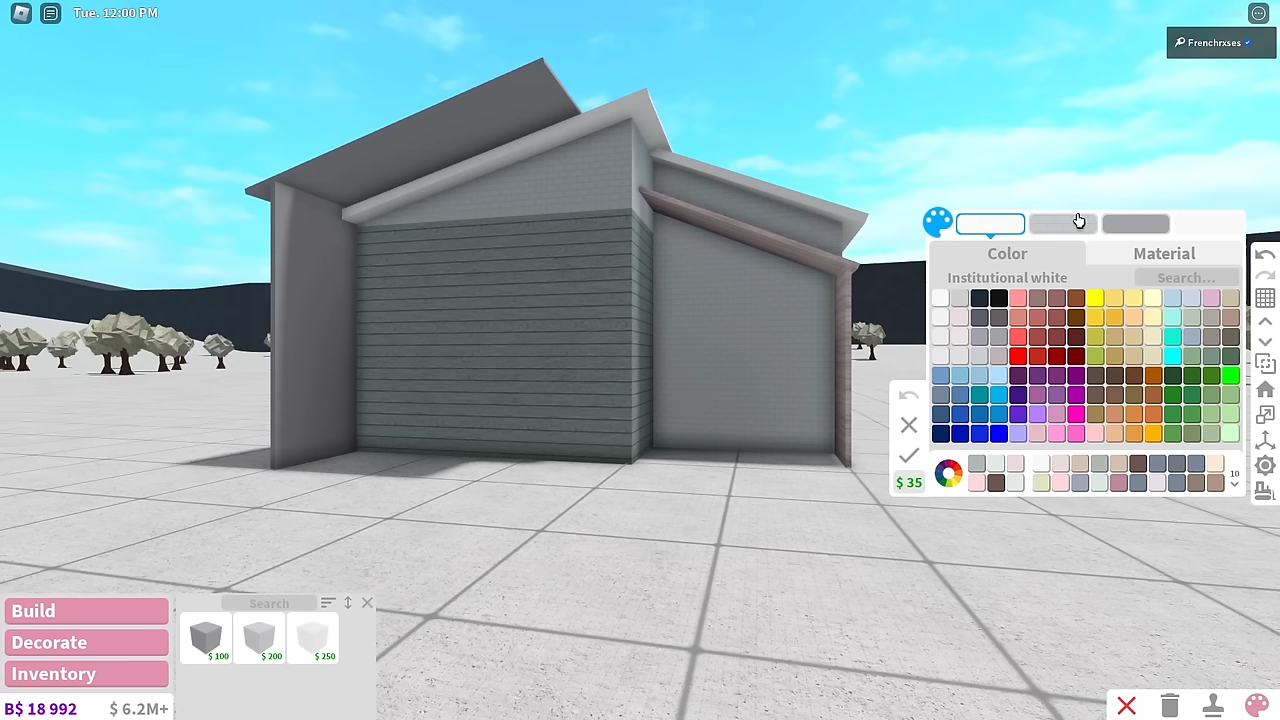 Tue. 12:00 PM
Frenchrxses
Color
Material
Institutional white
Search...
$ 35
10
Search
Build
Decorate
Inventory
$ 100
$ 200
$ 250
B$ 18 992
$ 6.2M+